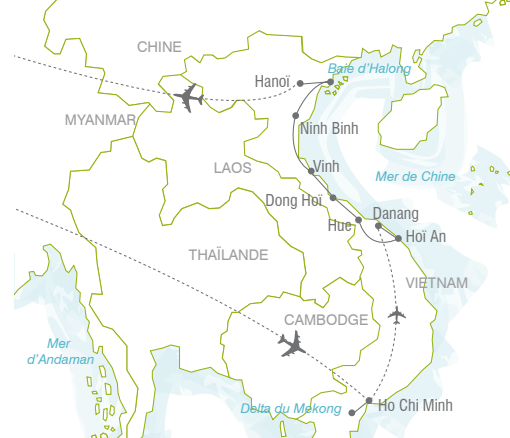 CHINE
Baie d'Halong
Hanoï
MYANMAR
Ninh Binh
LAOS
Vinh
Mer de Chine
Dong Hoï
Danang
Hue
Hoï An
THAÏLANDE
VIETNAM
CAMBODGE
Mer
d'Andaman
Delta du Mekong
Ho Chi Minh